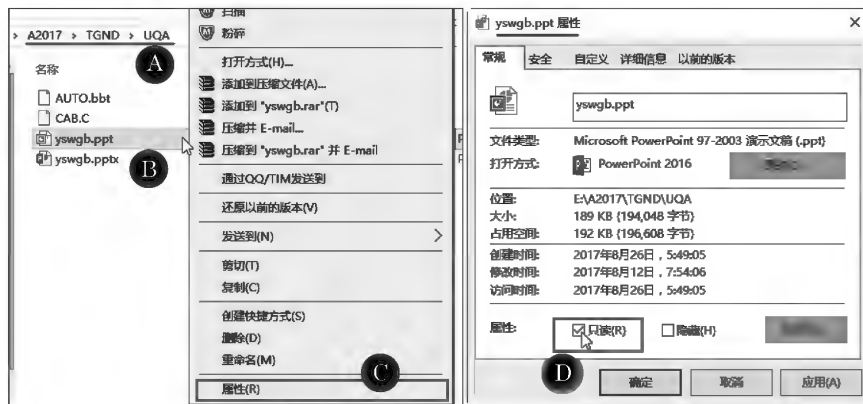 A2017 > TGND > UQA
A
名称
AUTO.bbt
CAB.C
yswgb.ppt
yswgb.pptx
B
扫描
粉碎
打开方式(H)...
添加到压缩文件(A)...
添加到 "yswgb.rar"(T)
压缩并 E-mail...
压缩到 "yswgb.rar" 并 E-mail
通过QQ/TIM发送到
还原以前的版本(V)
发送到(N)
剪切(T)
复制(C)
创建快捷方式(S)
删除(D)
重命名(M)
C
属性(R)
yswgb.ppt 属性
常规 安全 自定义 详细信息 以前的版本
yswgb.ppt
文件类型: Microsoft PowerPoint 97-2003 演示文稿 (.ppt)
打开方式: PowerPoint 2016
位置: E:\A2017\TGND\UQA
大小: 189 KB (194,048 字节)
占用空间: 192 KB (196,608 字节)
创建时间: 2017年8月26日，5:49:05
修改时间: 2017年8月12日，7:54:06
访问时间: 2017年8月26日，5:49:05
属性: 只读(R) 隐藏(H)
D
确定 取消 应用(A)